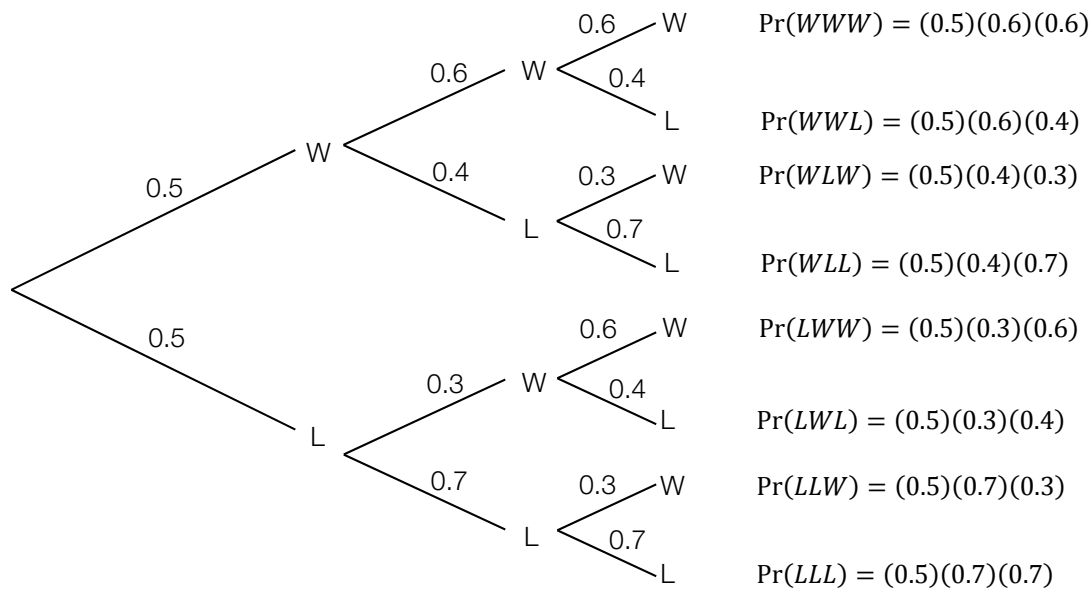 0.6 W Pr(WWW) = (0.5)(0.6)(0.6)
0.6 W 0.4
L Pr(WWL) = (0.5)(0.6)(0.4)
0.5 W 0.4 0.3 W Pr(WLW) = (0.5)(0.4)(0.3)
L 0.7
L Pr(WLL) = (0.5)(0.4)(0.7)
0.5 0.6 W Pr(LWW) = (0.5)(0.3)(0.6)
0.3 W 0.4
L L Pr(LWL) = (0.5)(0.3)(0.4)
0.7 0.3 W Pr(LLW) = (0.5)(0.7)(0.3)
L 0.7
L Pr(LLL) = (0.5)(0.7)(0.7)